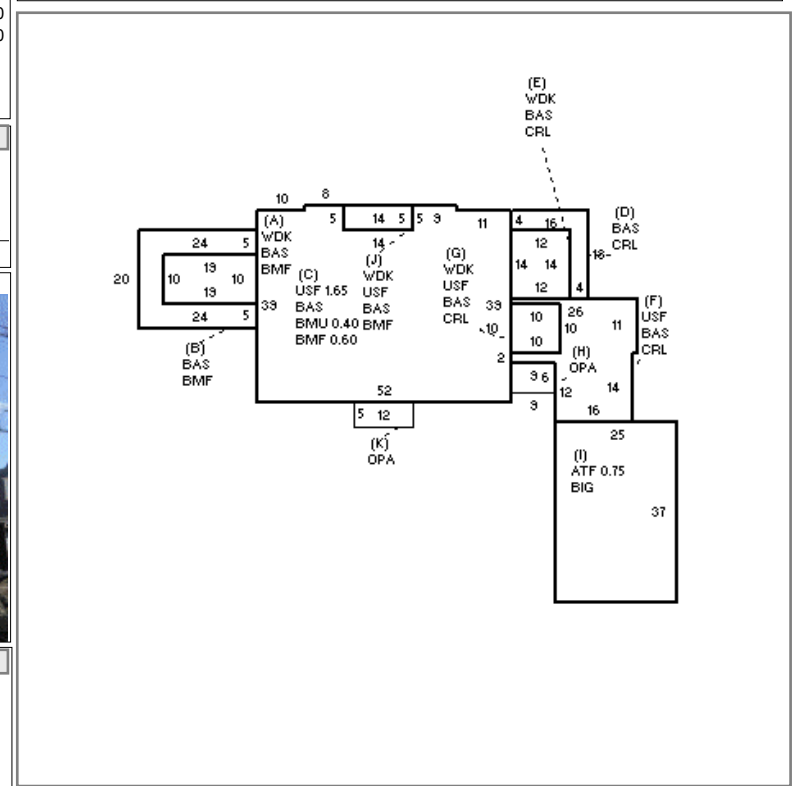 0
0
(E)
WDK
BAS
CRL
10
8
(A)
WDK
BAS
BMF
5
14
5
5
9
11
4
16
(D)
BAS
CRL
18
24
5
14
12
20
10
19
19
10
(C)
USF 1.65
BAS
BMU 0.40
BMF 0.60
(J)
WDK
USF
BAS
BMF
(G)
WDK
USF
BAS
CRL
14
14
12
4
39
39
24
5
10
10
10
2
26
10
11
(F)
USF
BAS
CRL
(B)
BAS
BMF
(H)
OPA
9
6
12
14
52
5
12
9
16
(K)
OPA
25
(I)
ATF 0.75
BIG
37